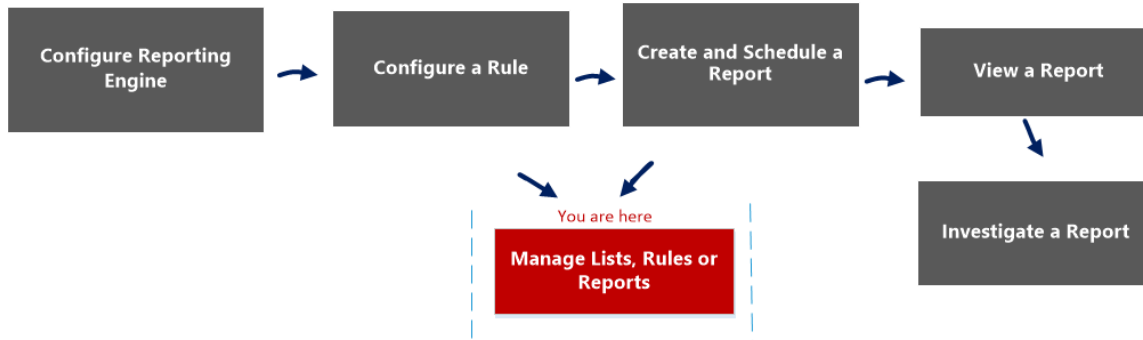 Configure Reporting
Engine
Configure a Rule
Create and Schedule a
Report
View a Report
You are here
Manage Lists, Rules or
Reports
Investigate a Report